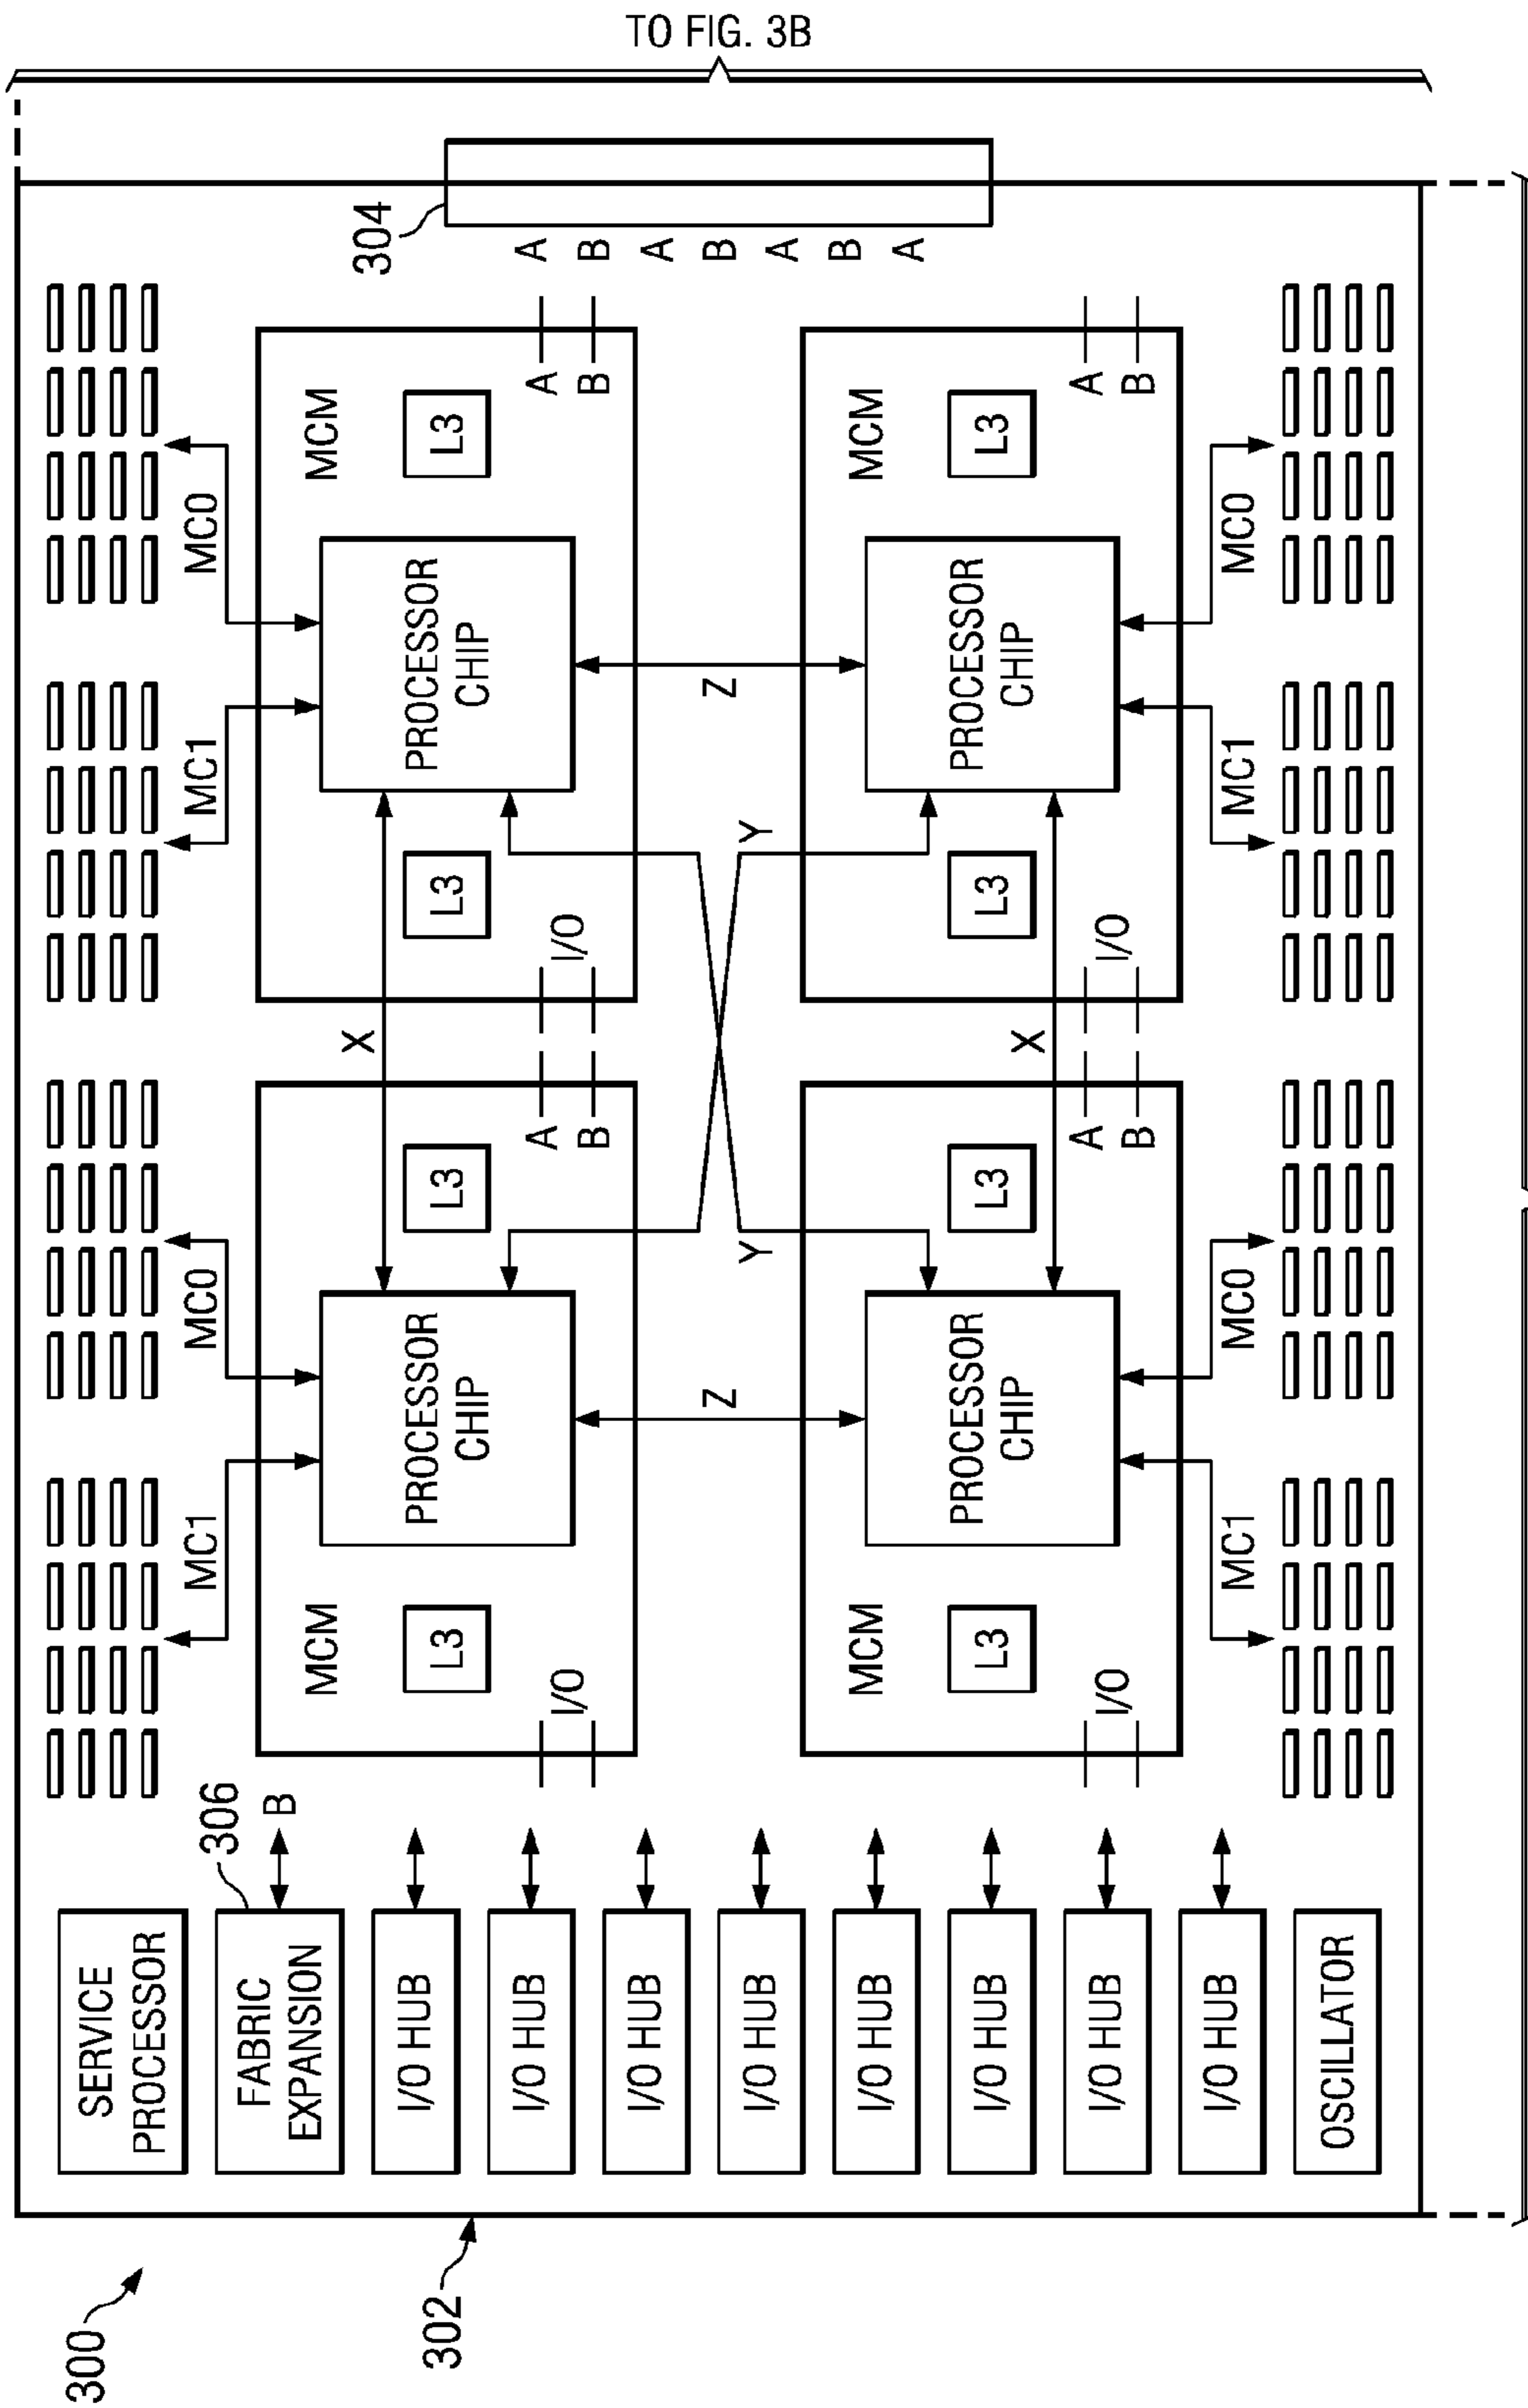 TO FIG. 3B
300
302
SERVICE
PROCESSOR
FABRIC
EXPANSION
306
B
I/O HUB
I/O HUB
I/O HUB
I/O HUB
I/O HUB
I/O HUB
I/O HUB
I/O HUB
OSCILLATOR
MC1
MC0
MC1
MC0
MCM
L3
PROCESSOR
CHIP
L3
I/O
A
B
X
L3
PROCESSOR
CHIP
MCM
L3
I/O
A
B
Z
Y
Y
Z
MCM
L3
PROCESSOR
CHIP
L3
I/O
A
B
X
L3
PROCESSOR
CHIP
MCM
L3
I/O
A
B
MC1
MC0
MC1
MC0
304
A
B
A
B
A
B
A